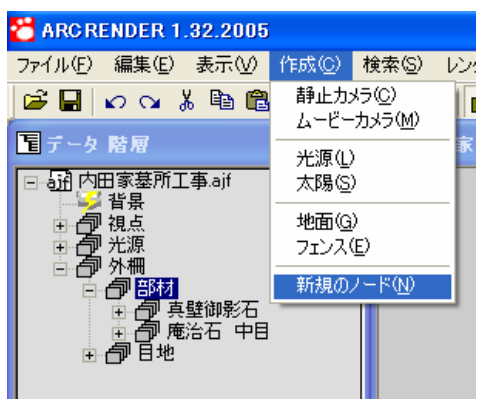 ARCRENDER 1.32.2005
ファイル(F) 編集(E) 表示(V) 作成(C) 検索(S) レン
静止カメラ(C)
ムービーカメラ(M)
光源(L)
太陽(S)
地面(G)
フェンス(E)
新規のノード(N)
データ 階層
家
内田家墓所工事.ajf
背景
視点
光源
外柵
部材
真壁御影石
庵治石 中目
目地